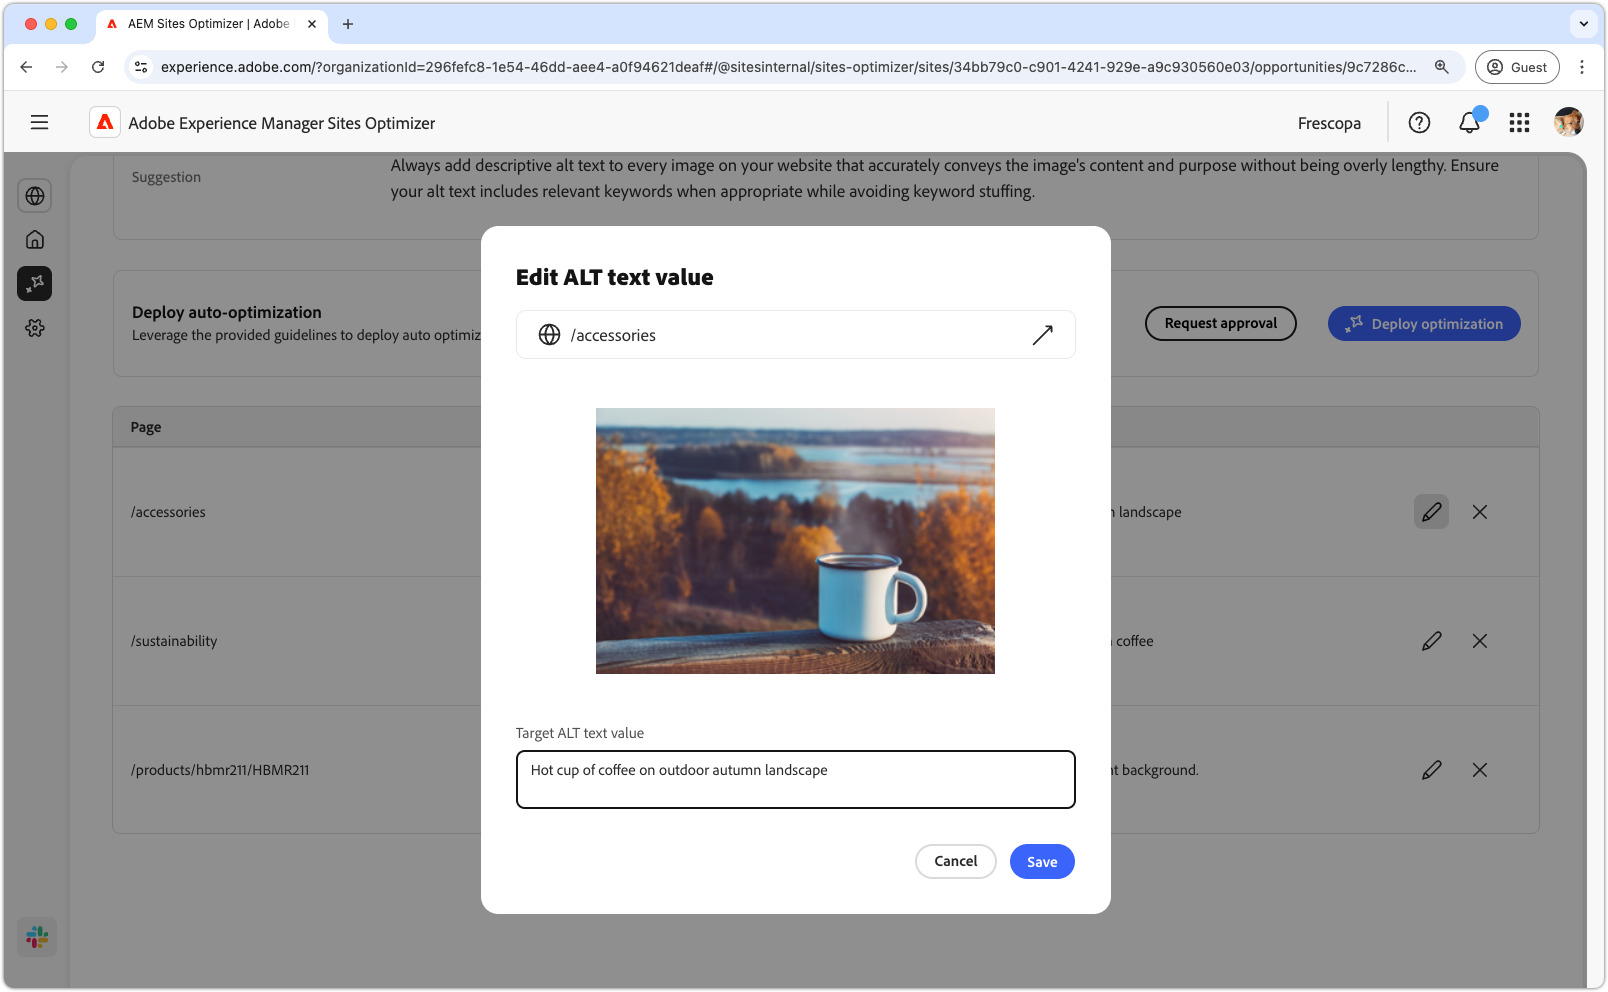 AEM Sites Optimizer | Adobe
experience.adobe.com/?organizationId=296fefc8-1e54-46dd-aee4-a0f94621deaf#/@sitesinternal/sites-optimizer/sites/34bb79c0-c901-4241-929e-a9c930560e03/opportunities/9c7286c...
Guest
Adobe Experience Manager Sites Optimizer
Frescopa
Suggestion
Always add descriptive alt text to every image on your website that accurately conveys the image's content and purpose without being overly lengthy. Ensure
your alt text includes relevant keywords when appropriate while avoiding keyword stuffing.
Edit ALT text value
/accessories
Deploy auto-optimization
Leverage the provided guidelines to deploy auto optimiz
Request approval
Deploy optimization
Page
/accessories
landscape
/sustainability
coffee
/products/hbmr211/HBMR211
background.
Target ALT text value
Hot cup of coffee on outdoor autumn landscape
Cancel
Save